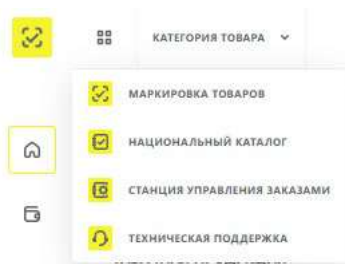 КАТЕГОРИЯ ТОВАРА
МАРКИРОВКА ТОВАРОВ
НАЦИОНАЛЬНЫЙ КАТАЛОГ
СТАНЦИЯ УПРАВЛЕНИЯ ЗАКАЗАМИ
ТЕХНИЧЕСКАЯ ПОДДЕРЖКА